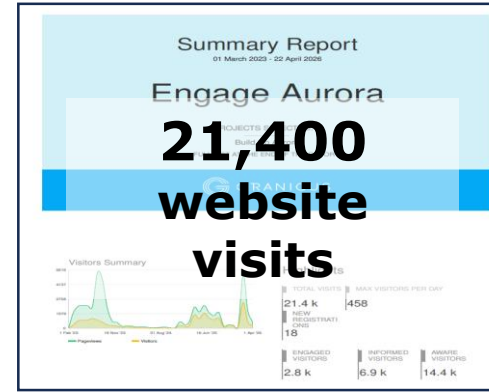 Summary Report
01 March 2023 - 22 April 2026
Engage Aurora
21,400
website
visits
GRANICUS
Visitors Summary
Highlights
TOTAL VISITS
MAX VISITORS PER DAY
21.4 k
458
NEW
REGISTRATI
ONS
18
Pageviews
Visitors
ENGAGED
VISITORS
INFORMED
VISITORS
AWARE
VISITORS
2.8 k
6.9 k
14.4 k